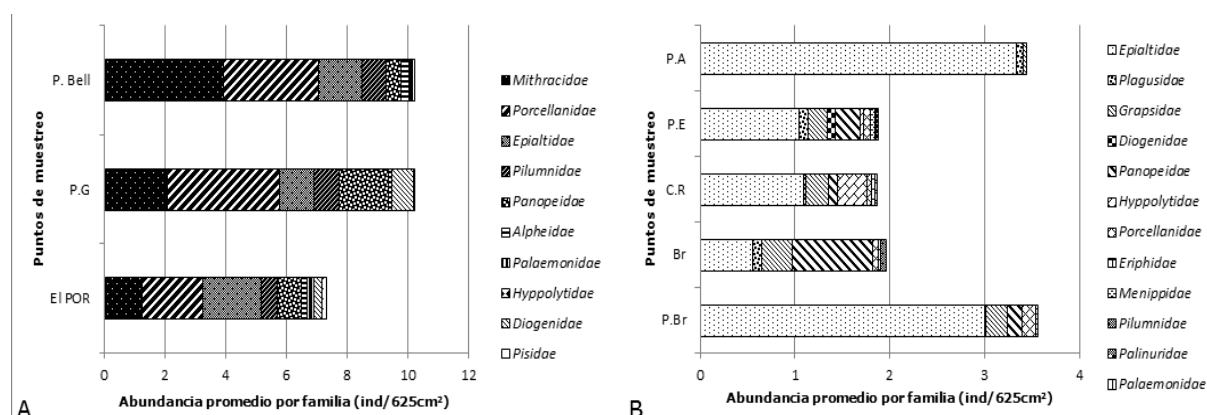 Puntos de muestreo
P. Bell
P.G
El POR
0 2 4 6 8 10 12
Abundancia promedio por familia (ind/625cm²)
A
Mithracidae
Porcellanidae
Epialtidae
Pilumnidae
Panopeidae
Alpheidae
Palaemonidae
Hyppolytidae
Diogenidae
Pisidae
Puntos de muestreo
P.A
P.E
C.R
Br
P.Br
0 1 2 3 4
Abundancia promedio por familia (ind/625cm²)
B
Epialtidae
Plagusidae
Grapsidae
Diogenidae
Panopeidae
Hyppolytidae
Porcellanidae
Eriphidae
Menippidae
Pilumnidae
Palinuridae
Palaemonidae